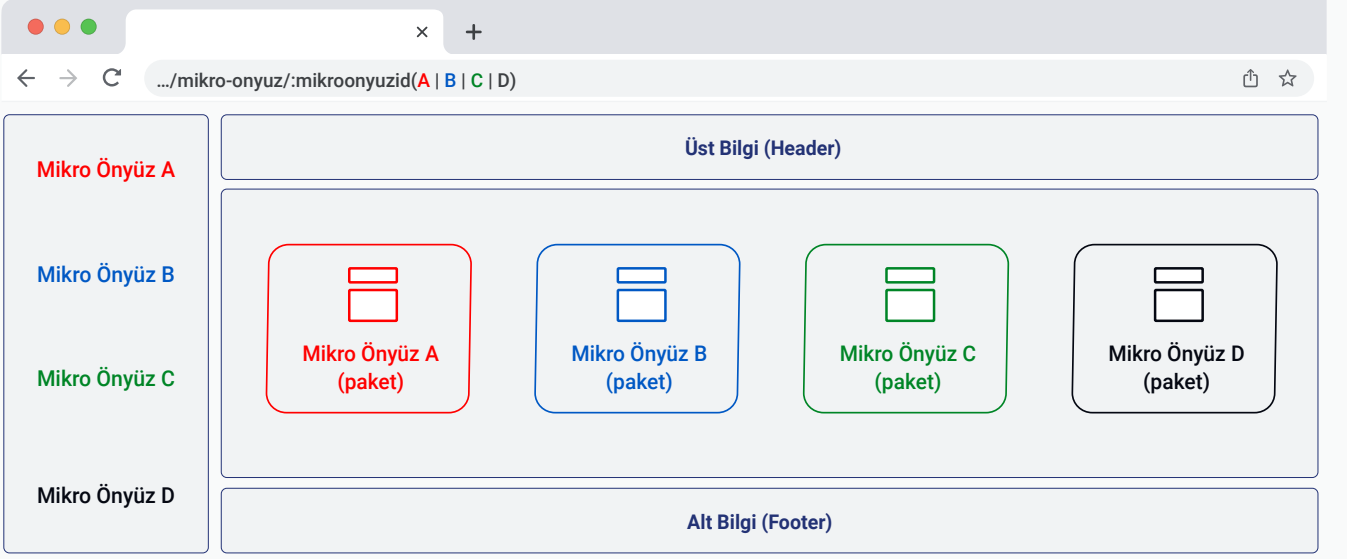 .../mikro-onyuz/:mikroonyuzid(A | B | C | D)
Mikro Önyüz A
Mikro Önyüz B
Mikro Önyüz C
Mikro Önyüz D
Üst Bilgi (Header)
Mikro Önyüz A
(paket)
Mikro Önyüz B
(paket)
Mikro Önyüz C
(paket)
Mikro Önyüz D
(paket)
Alt Bilgi (Footer)